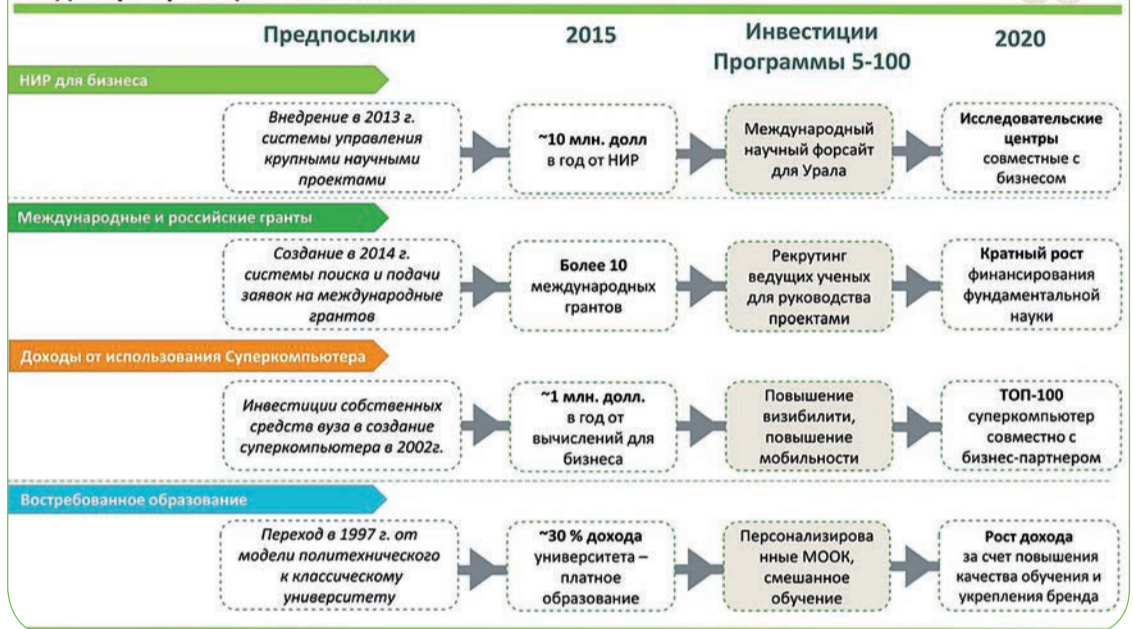 Предпосылки
2015
Инвестиции
Программы 5-100
2020
НИР для бизнеса
Внедрение в 2013 г.
системы управления
крупными научными
проектами
~10 млн. долл
в год от НИР
Международный
научный форсайт
для Урала
Исследовательские
центры
совместные с
бизнесом
Международные и российские гранты
Создание в 2014 г.
системы поиска и подачи
заявок на международные
грантов
Более 10
международных
грантов
Рекрутинг
ведущих ученых
для руководства
проектами
Кратный рост
финансирования
фундаментальной
науки
Доходы от использования Суперкомпьютера
Инвестиции собственных
средств вуза в создание
суперкомпьютера в 2002г.
~1 млн. долл.
в год от
вычислений для
бизнеса
Повышение
визибилити,
повышение
мобильности
ТОП-100
суперкомпьютер
совместно с
бизнес-партнером
Востребованное образование
Переход в 1997 г. от
модели политехнического
к классическому
университету
~30 % дохода
университета –
платное
образование
Персонализирова
нные МООК,
смешанное
обучение
Рост дохода
за счет повышения
качества обучения и
укрепления бренда